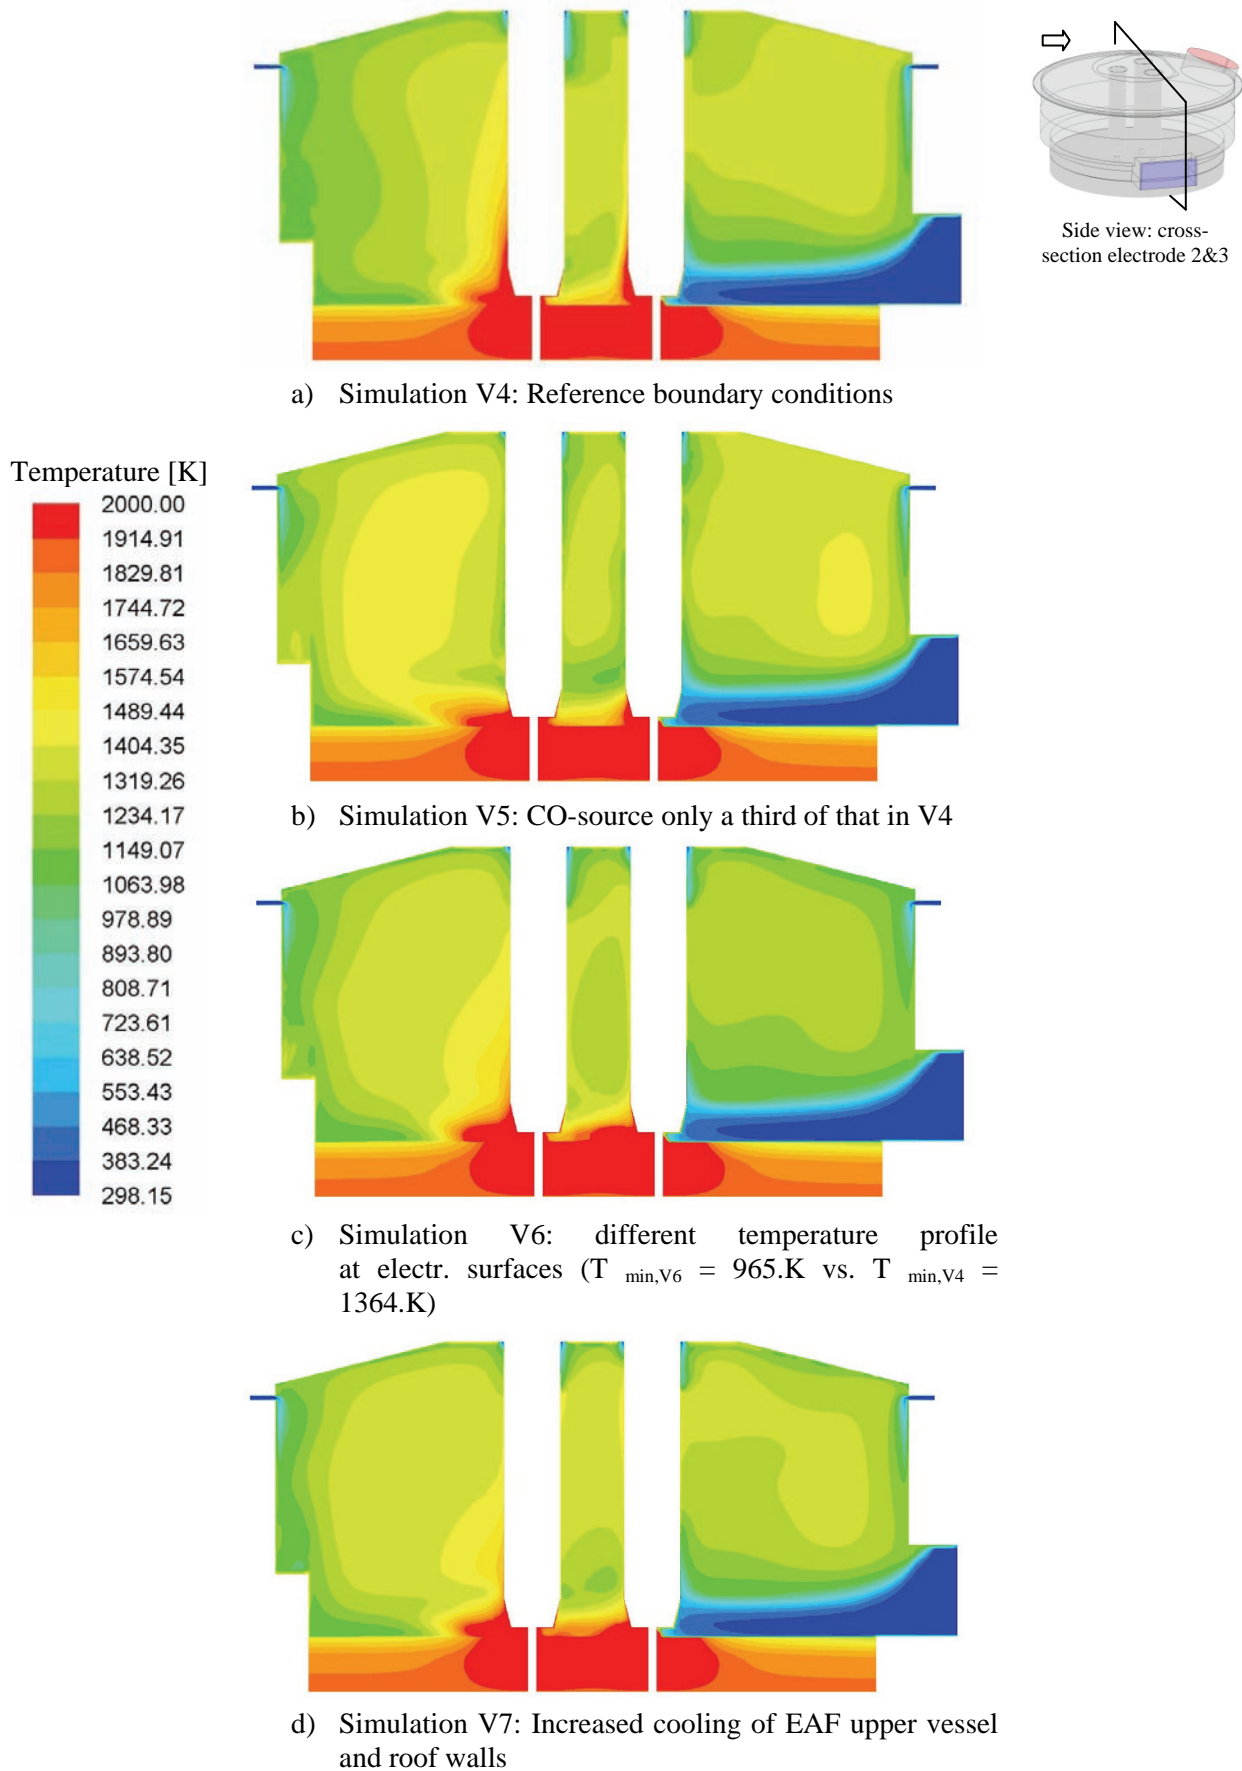 Side view: cross-
section electrode 2&3
a) Simulation V4: Reference boundary conditions
Temperature [K]
2000.00
1914.91
1829.81
1744.72
1659.63
1574.54
1489.44
1404.35
1319.26
1234.17
1149.07
1063.98
978.89
893.80
808.71
723.61
638.52
553.43
468.33
383.24
298.15
b) Simulation V5: CO-source only a third of that in V4
c) Simulation V6: different temperature profile
at electr. surfaces (T min,V6 = 965.K vs. T min,V4 =
1364.K)
d) Simulation V7: Increased cooling of EAF upper vessel
and roof walls